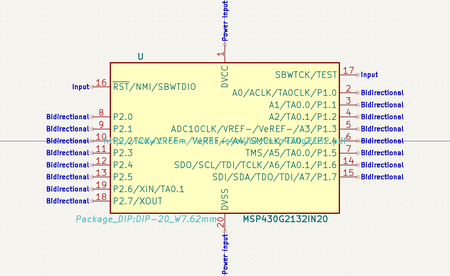 Power input
U
1
DVCC
SBWTCK/TEST 17 Input
Input 16 RST/NMI/SBWTDIO
A0/ACLK/TA0CLK/P1.0 2 Bidirectional
A1/TA0.0/P1.1 3 Bidirectional
Bidirectional 8 P2.0 A2/TA0.1/P1.2 4 Bidirectional
Bidirectional 9 P2.1 ADC10CLK/VREF-/VeREF-/A3/P1.3 5 Bidirectional
Bidirectional 10 P2.2 6 Bidirectional
Bidirectional 11 P2.3 TMS/A5/TA0.0/P1.5 7 Bidirectional
Bidirectional 12 P2.4 SDO/SCL/TDI/TCLK/A6/TA0.1/P1.6 14 Bidirectional
Bidirectional 13 P2.5 SDI/SDA/TDO/TDI/A7/P1.7 15 Bidirectional
Bidirectional 19 P2.6/XIN/TA0.1
Bidirectional 18 P2.7/XOUT
DVSS
20
Package_DIP:DIP-20_W7.62mm MSP430G2132IN20
Power input